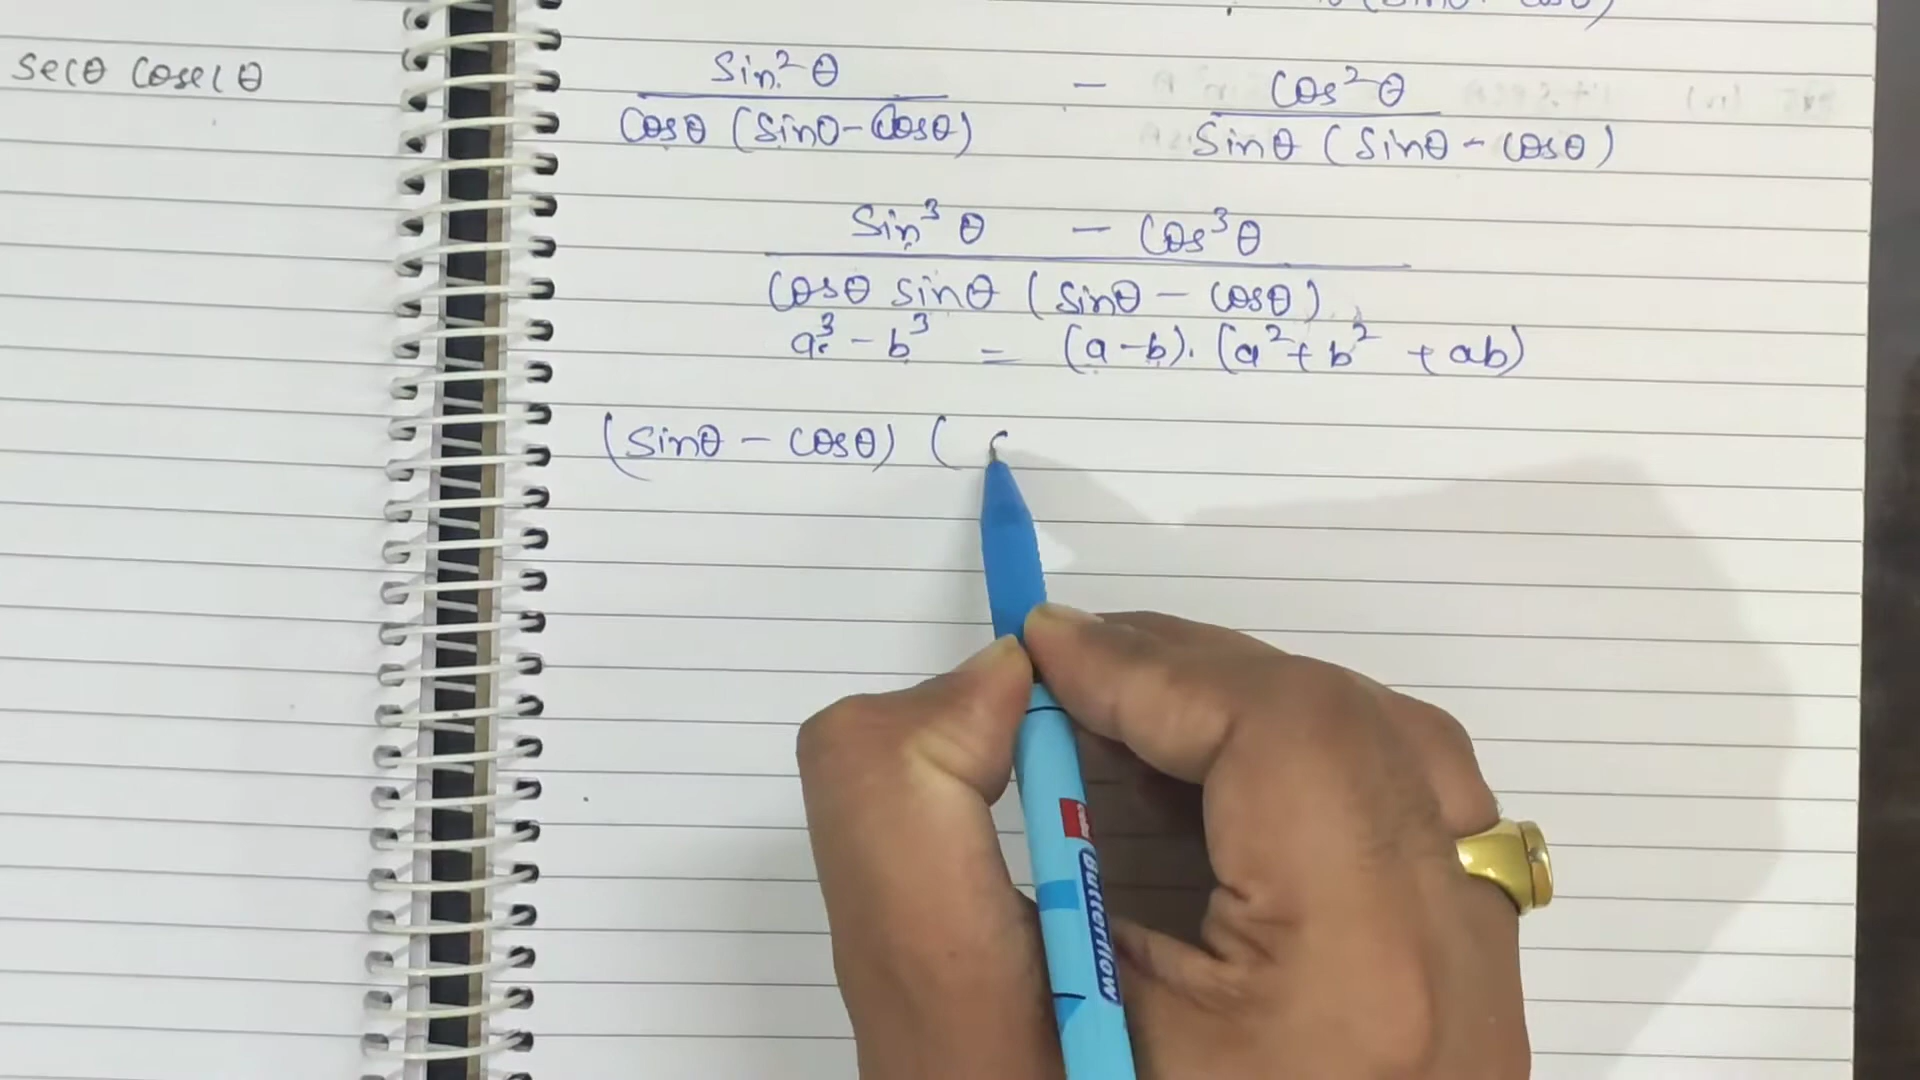 secθ cosecθ
sin²θ / cosθ (sinθ - cosθ) - cos²θ / sinθ (sinθ - cosθ)
sin³θ - cos³θ
cosθ sinθ (sinθ - cosθ)
a³ - b³ = (a-b). (a² + b² + ab)
(sinθ - cosθ) (
cello Butterflow